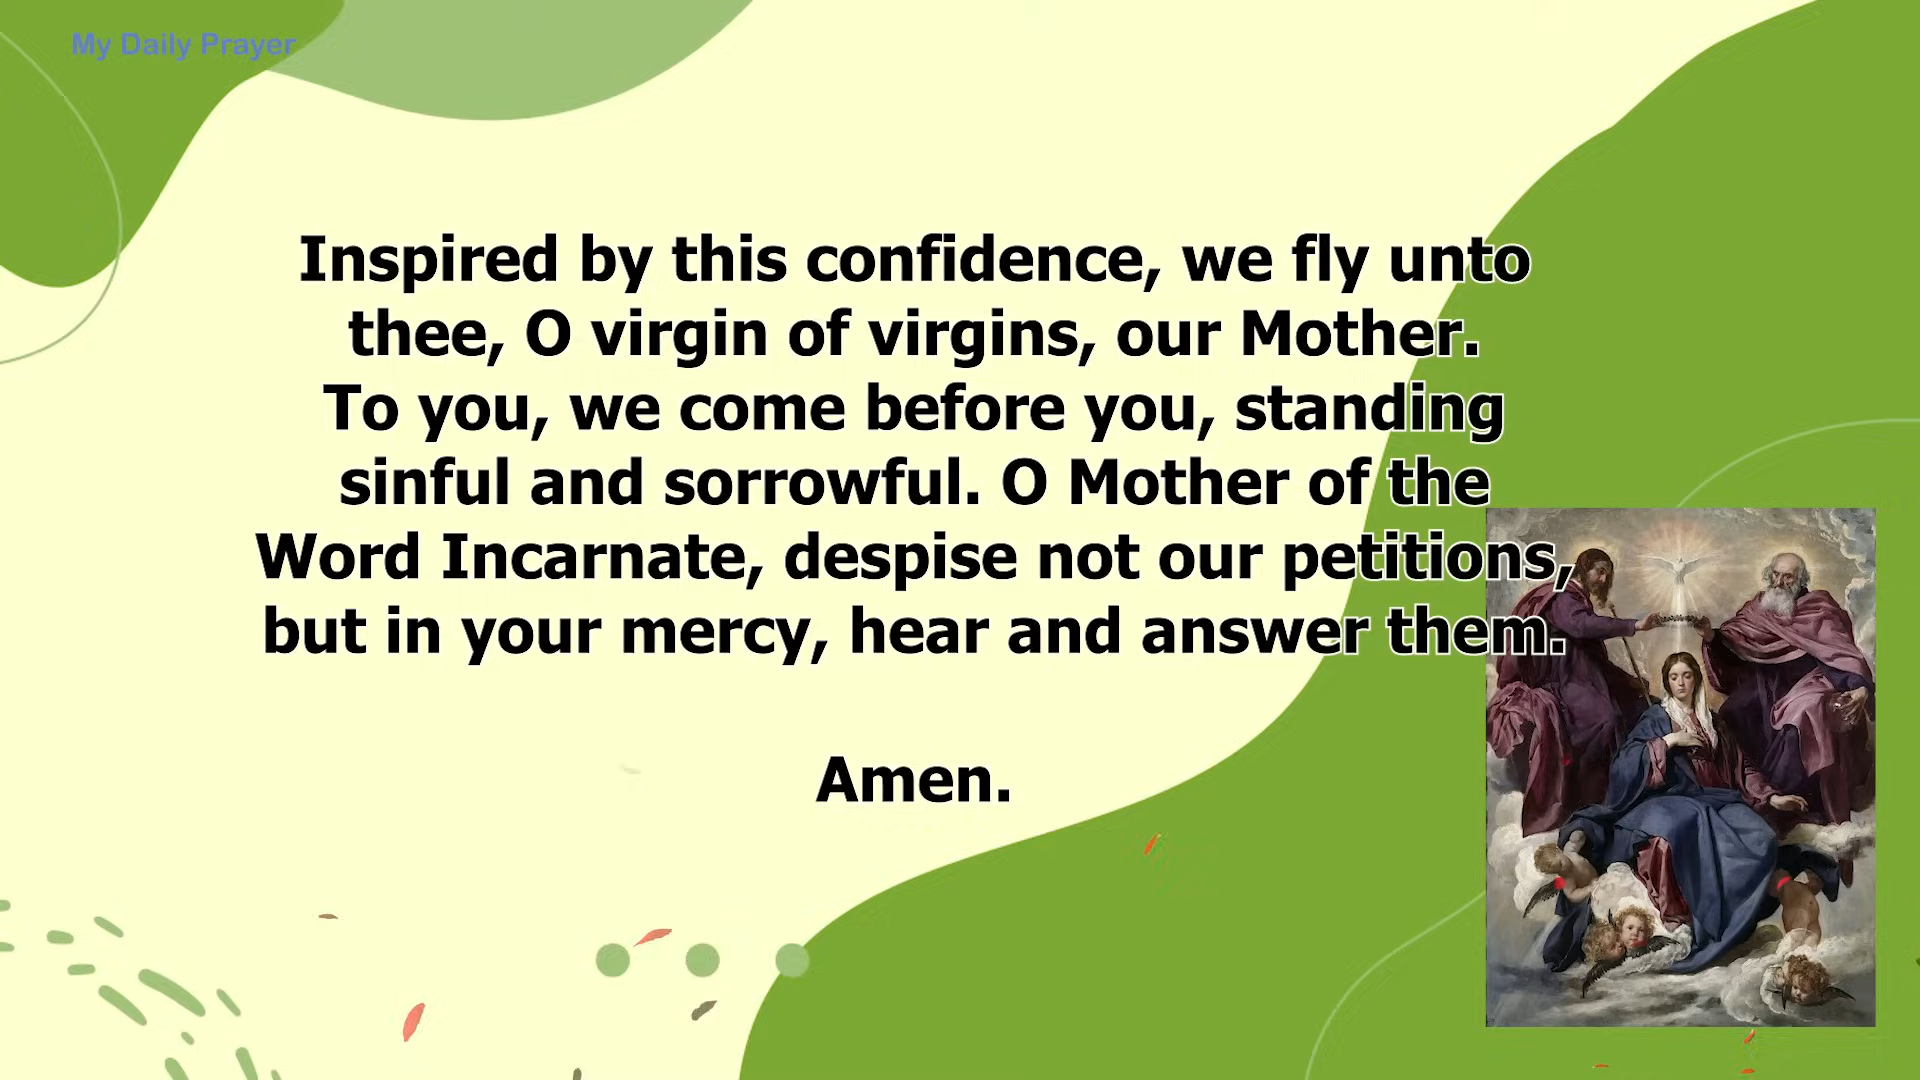 My Daily Prayer
Inspired by this confidence, we fly unto
thee, O virgin of virgins, our Mother.
To you, we come before you, standing
sinful and sorrowful. O Mother of the
Word Incarnate, despise not our petitions,
but in your mercy, hear and answer them.
Amen.